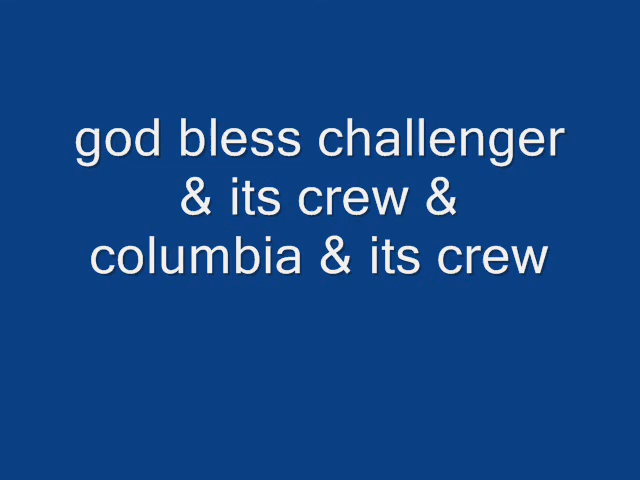 god bless challenger
& its crew &
columbia & its crew